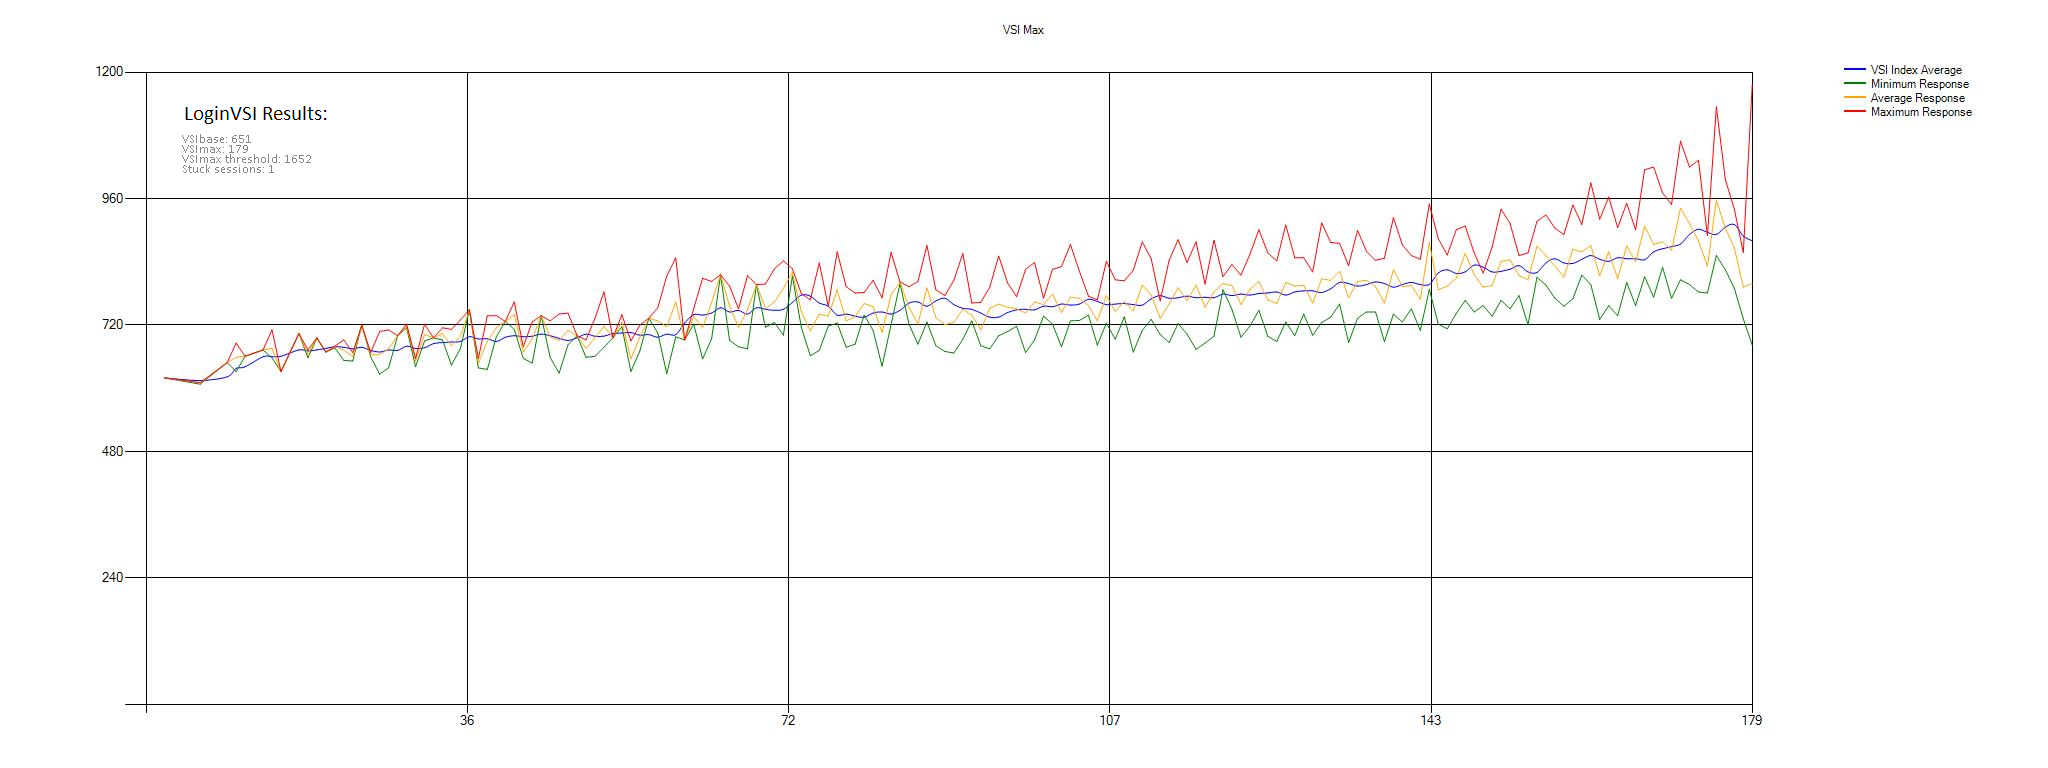 VSI Max
1200
960
720
480
240
LoginVSI Results:
VSIbase: 651
VSImax: 179
VSImax threshold: 1652
Stuck sessions: 1
36
72
107
143
179
VSI Index Average
Minimum Response
Average Response
Maximum Response